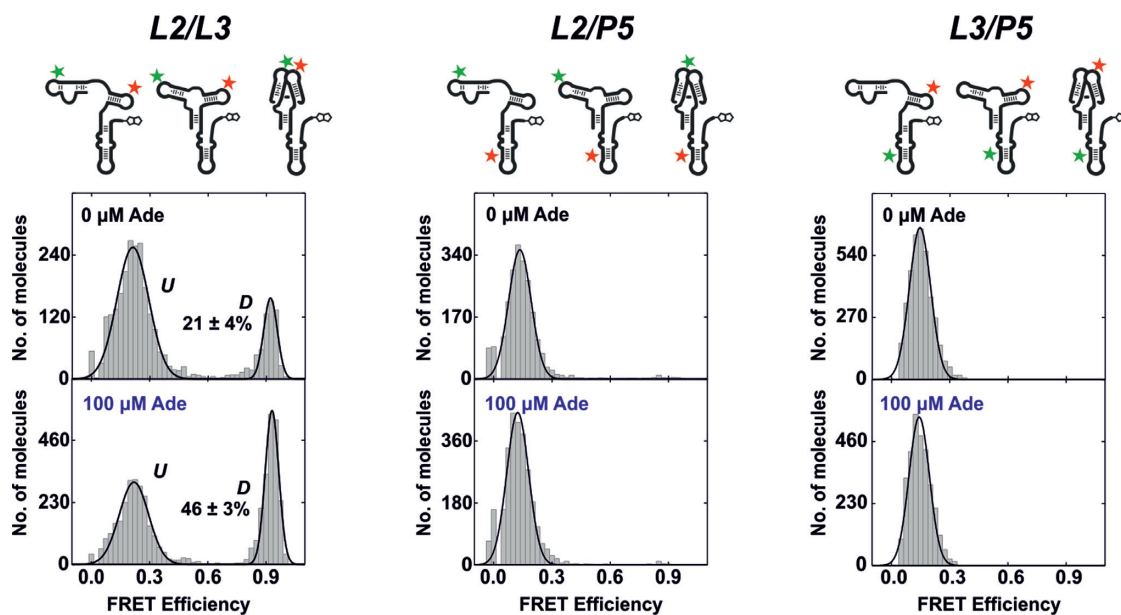 L2/L3
L2/P5
L3/P5
No. of molecules
240
120
0
0 µM Ade
U
D
21 ± 4%
No. of molecules
460
230
0
100 µM Ade
U
D
46 ± 3%
0.0 0.3 0.6 0.9
FRET Efficiency
No. of molecules
340
170
0
0 µM Ade
No. of molecules
360
180
0
100 µM Ade
0.0 0.3 0.6 0.9
FRET Efficiency
No. of molecules
540
270
0
0 µM Ade
No. of molecules
460
230
0
100 µM Ade
0.0 0.3 0.6 0.9
FRET Efficiency